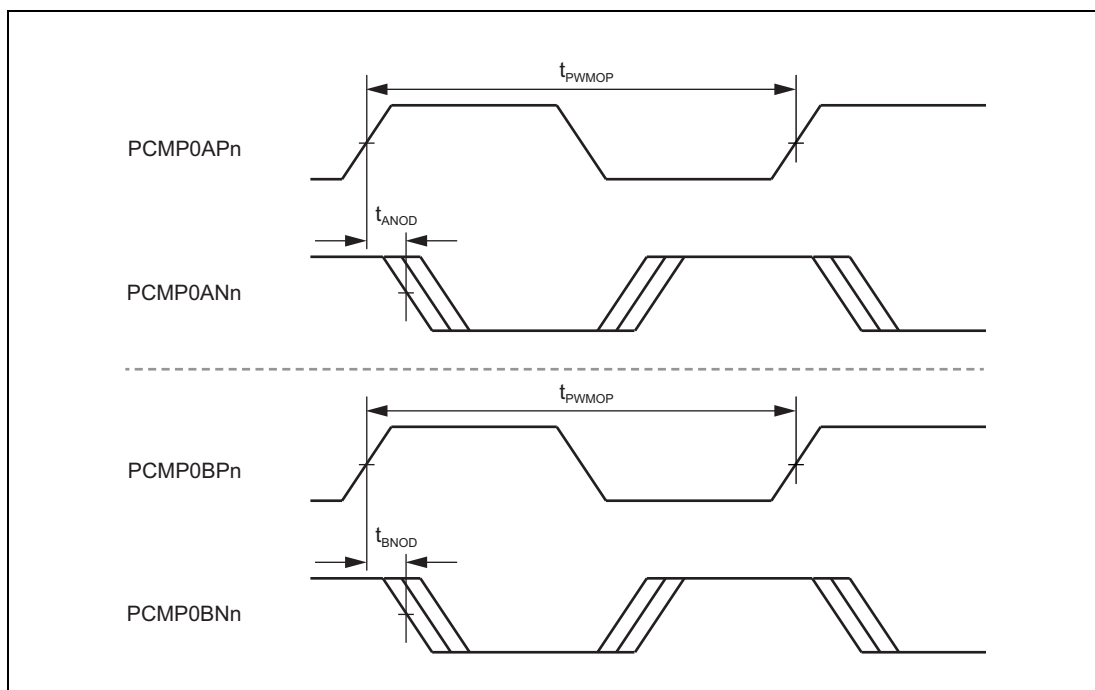 tPWMOP
PCMP0APn
tANOD
PCMP0ANn
tPWMOP
PCMP0BPn
tBNOD
PCMP0BNn